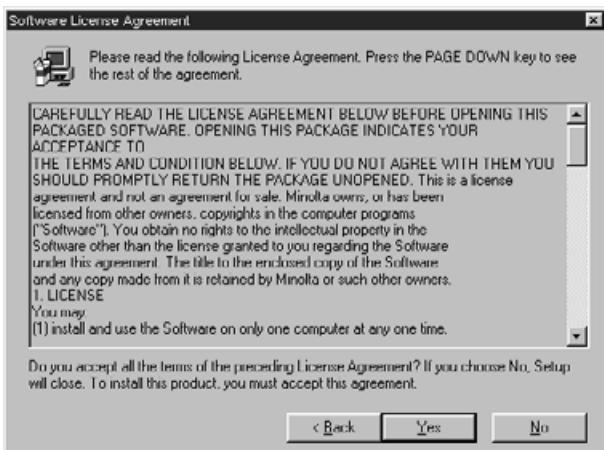 Software License Agreement
Please read the following License Agreement. Press the PAGE DOWN key to see
the rest of the agreement.
CAREFULLY READ THE LICENSE AGREEMENT BELOW BEFORE OPENING THIS
PACKAGED SOFTWARE. OPENING THIS PACKAGE INDICATES YOUR
ACCEPTANCE TO
THE TERMS AND CONDITION BELOW. IF YOU DO NOT AGREE WITH THEM YOU
SHOULD PROMPTLY RETURN THE PACKAGE UNOPENED. This is a license
agreement and not an agreement for sale. Minolta owns, or has been
licensed from other owners, copyrights in the computer programs
("Software"). You obtain no rights to the intellectual property in the
Software other than the license granted to you regarding the Software
under this agreement. The title to the enclosed copy of the Software
and any copy made from it is retained by Minolta or such other owners.
1. LICENSE
You may:
(1) install and use the Software on only one computer at any one time.
Do you accept all the terms of the preceding License Agreement? If you choose No, Setup
will close. To install this product, you must accept this agreement.
< Back Yes No